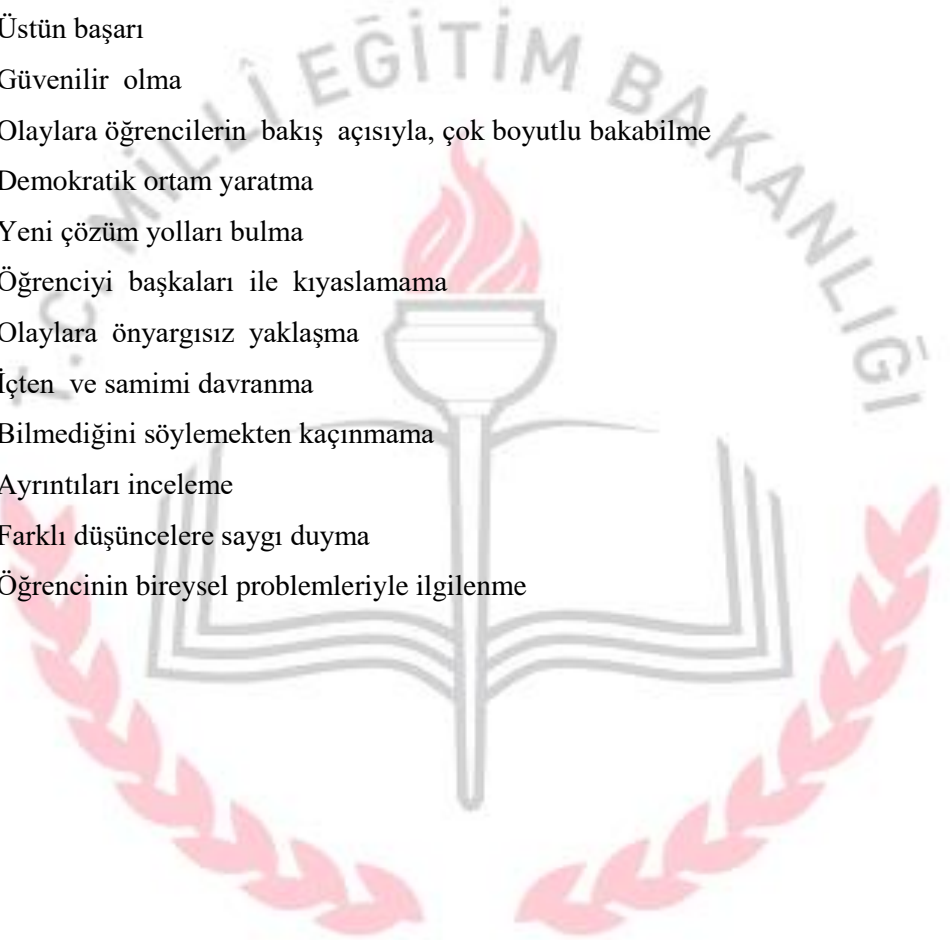 T.C. MİLLÎ EĞİTİM BAKANLIĞI
Üstün başarı
Güvenilir olma
Olaylara öğrencilerin bakış açısıyla, çok boyutlu bakabilme
Demokratik ortam yaratma
Yeni çözüm yolları bulma
Öğrenciyi başkaları ile kıyaslamama
Olaylara önyargısız yaklaşma
İçten ve samimi davranma
Bilmediğini söylemekten kaçınmama
Ayrıntıları inceleme
Farklı düşüncelere saygı duyma
Öğrencinin bireysel problemleriyle ilgilenme